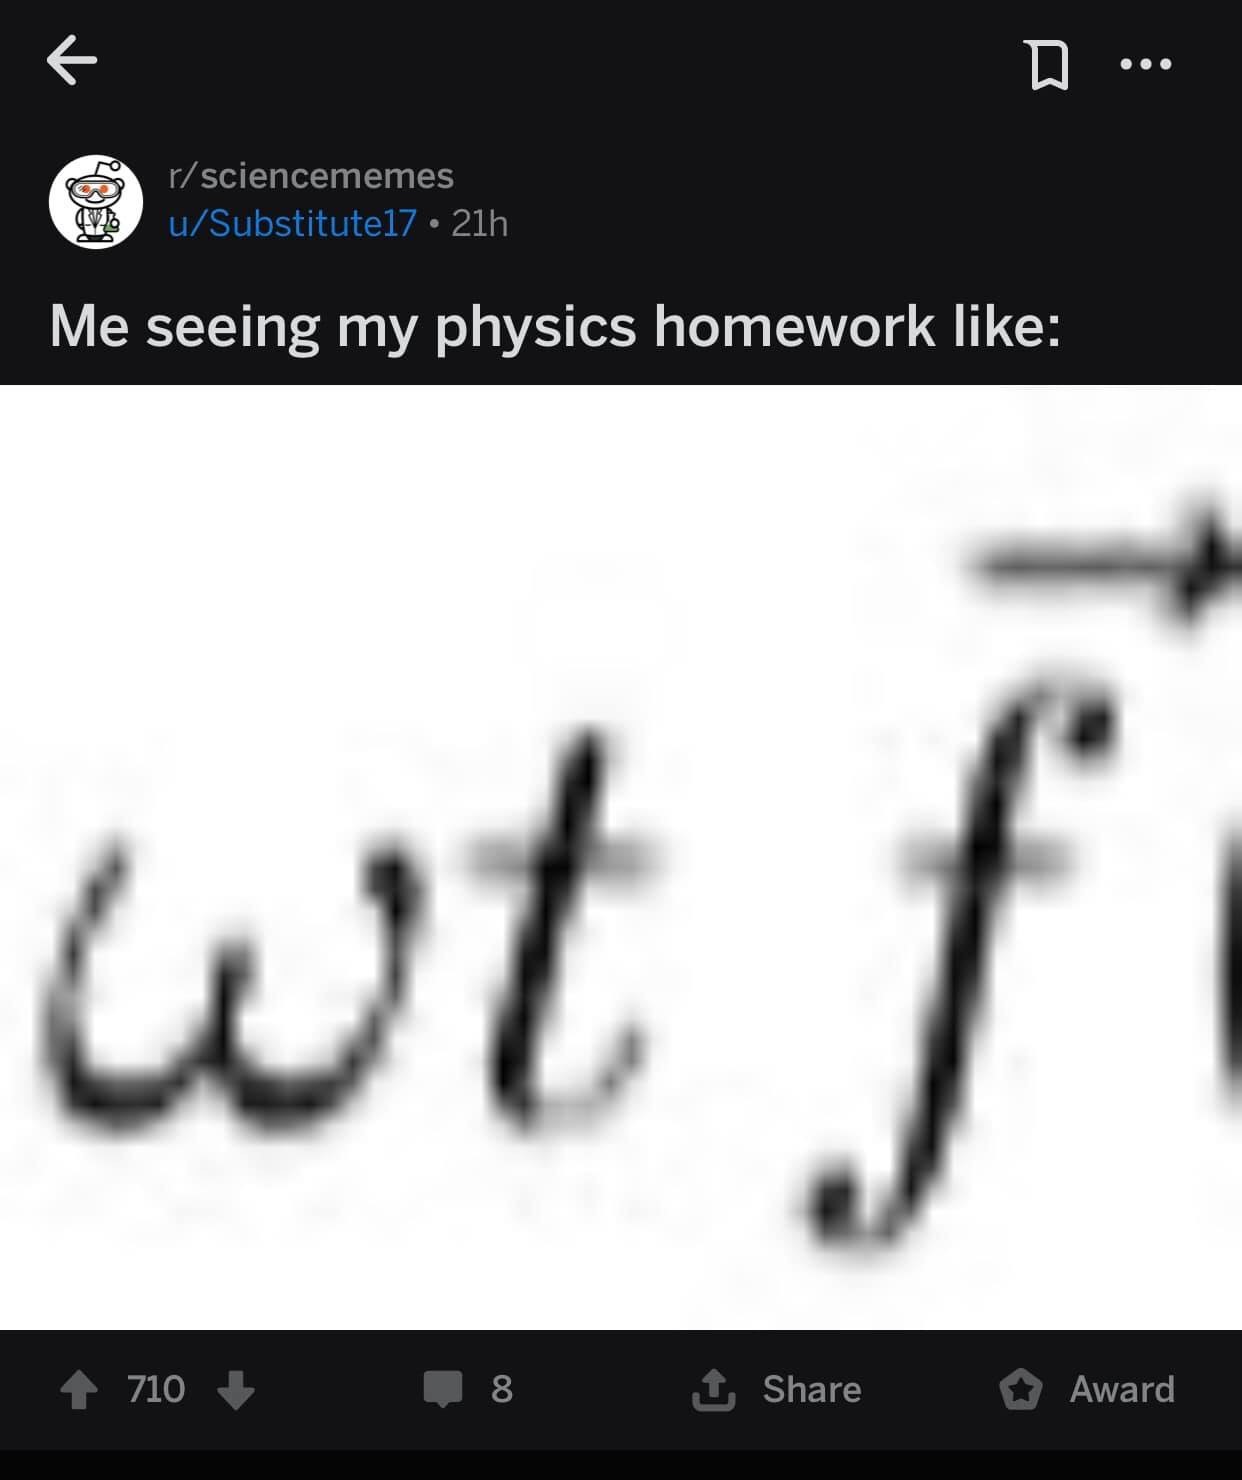 r/sciencememes
u/Substitute17 • 21h
Me seeing my physics homework like:
ωt f
710
8
Share
Award